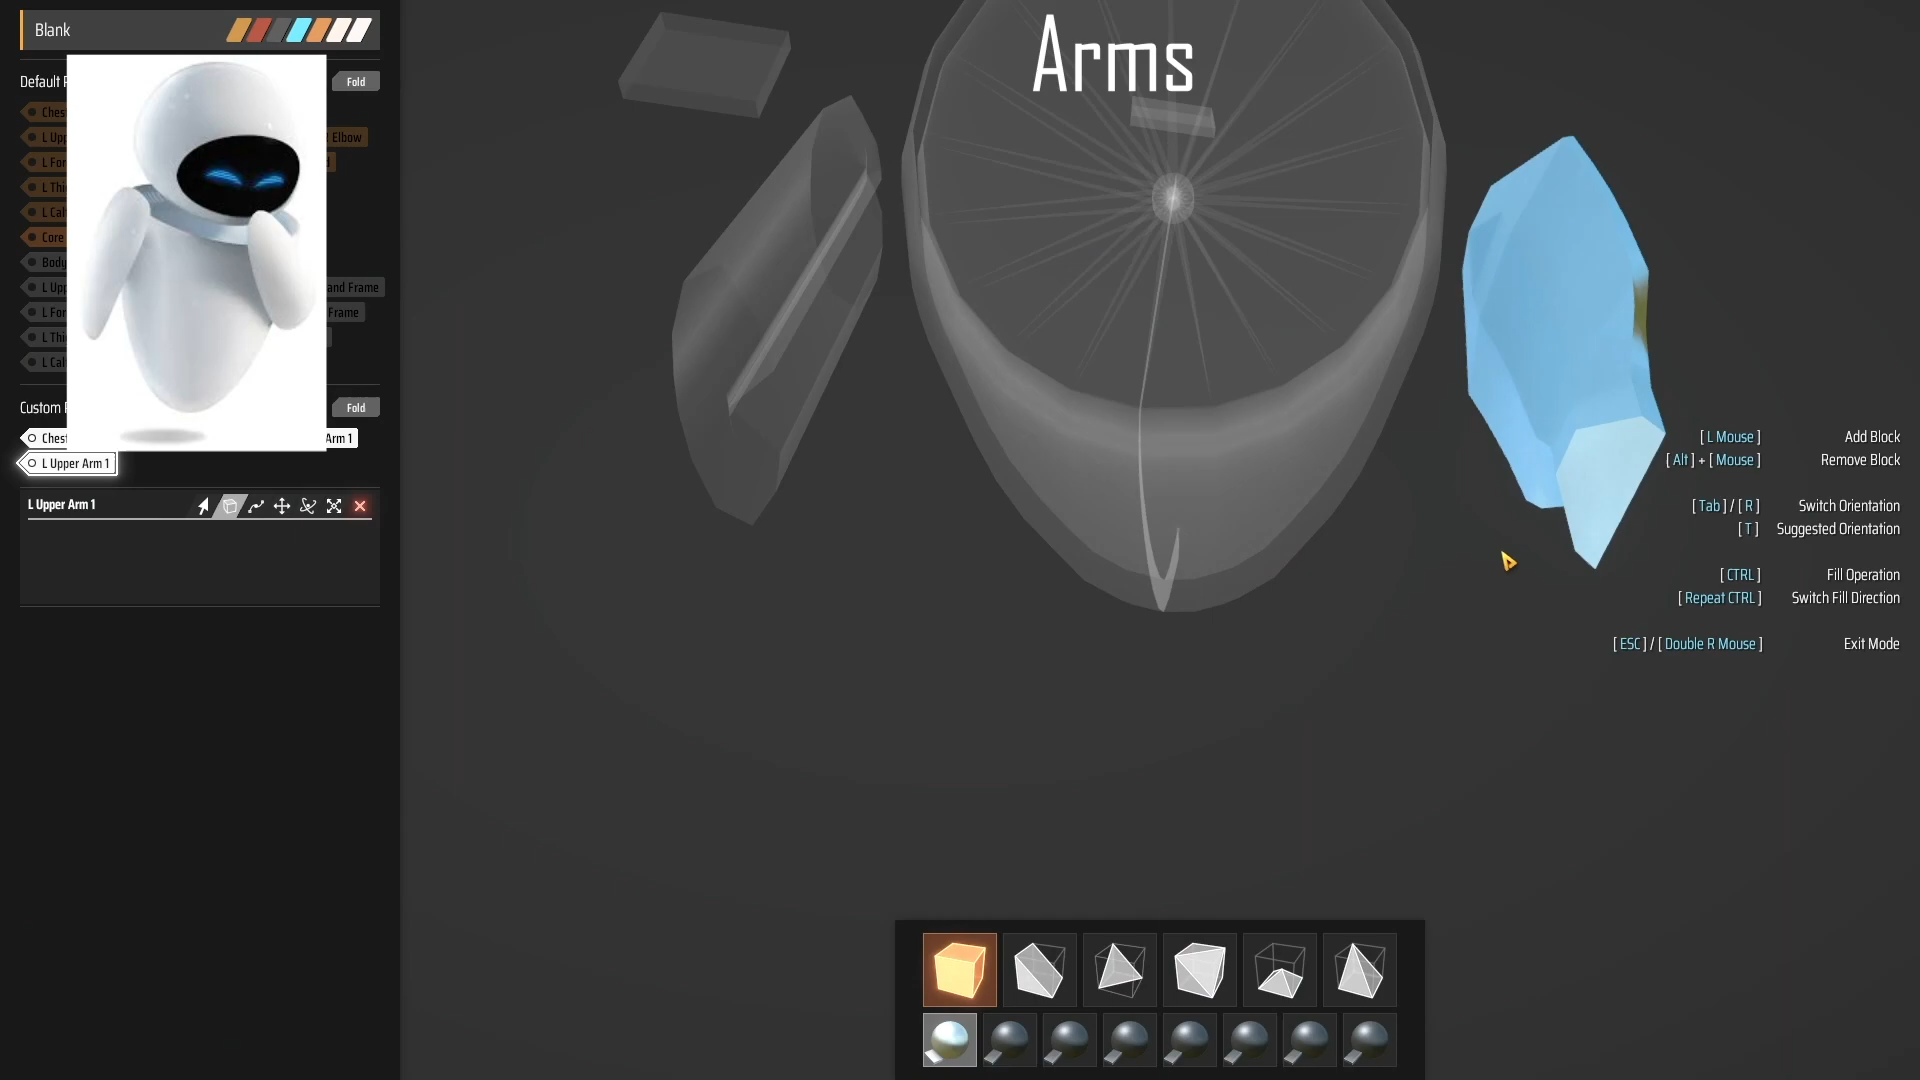 Blank
Arms
Default
Fold
Ches
L Upp
Elbow
L For
L Thi
L Cal
Core
Body
L Upp
and Frame
L For
Frame
L Thi
L Cal
Custom
Fold
Chest
Arm 1
L Upper Arm 1
L Upper Arm 1
[ L Mouse ] Add Block
[ Alt ] + [ Mouse ] Remove Block
[ Tab ] / [ R ] Switch Orientation
[ T ] Suggested Orientation
[ CTRL ] Fill Operation
[ Repeat CTRL ] Switch Fill Direction
[ ESC ] / [ Double R Mouse ] Exit Mode